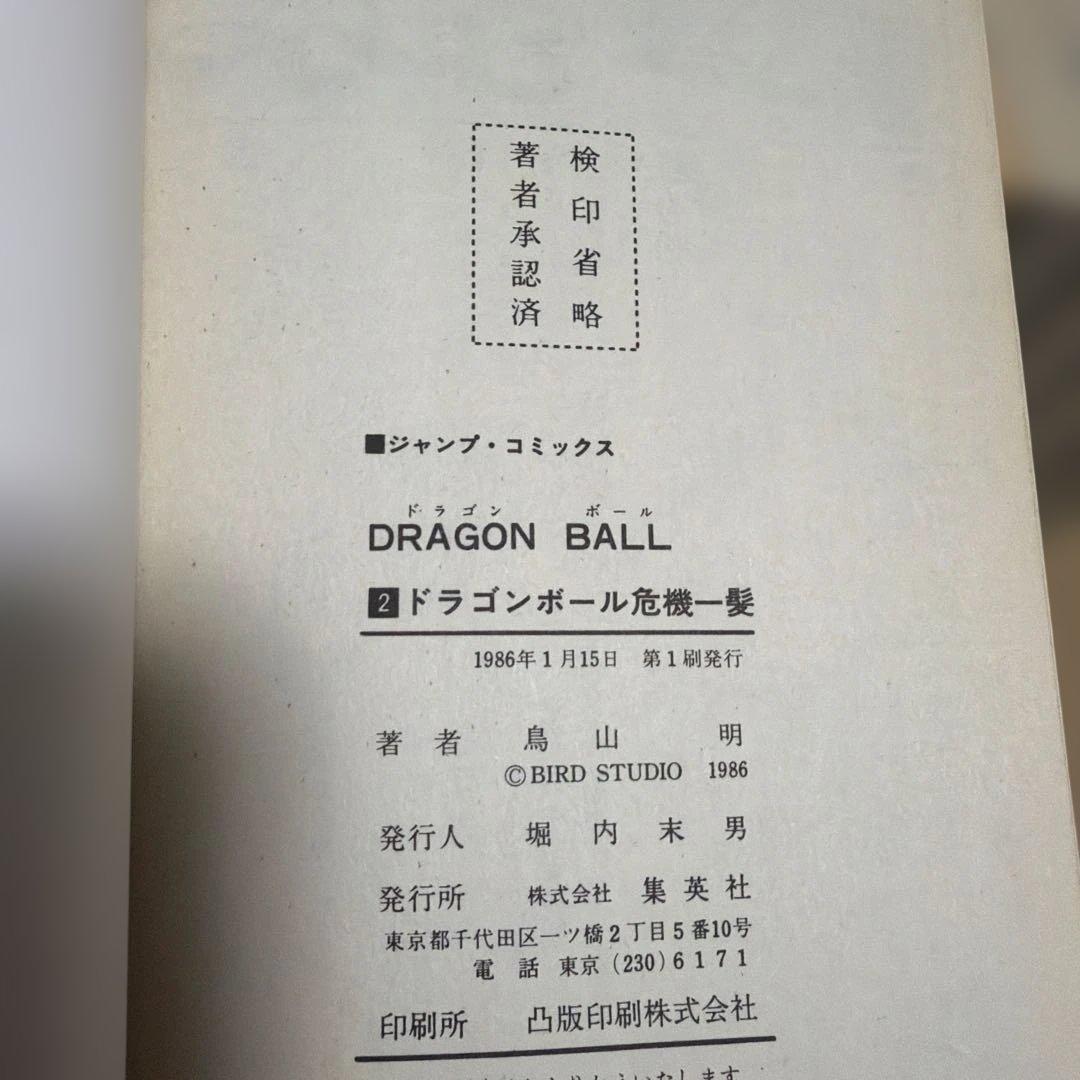 検印省略
著者承認済
■ジャンプ・コミックス
ドラゴン ボール
DRAGON BALL
2 ドラゴンボール危機一髪
1986年1月15日 第1刷発行
著者 鳥山 明
©BIRD STUDIO 1986
発行人 堀内末男
発行所 株式会社 集英社
東京都千代田区一ツ橋2丁目5番10号
電話 東京(230)6171
印刷所 凸版印刷株式会社
いたします